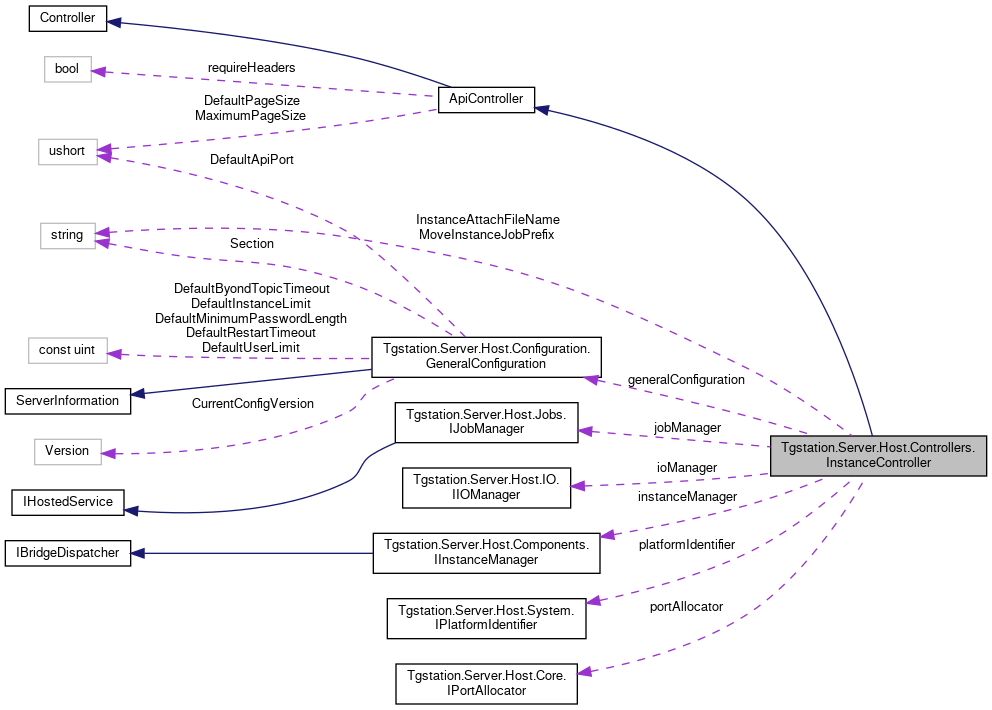 Controller
bool
requireHeaders
ApiController
DefaultPageSize
MaximumPageSize
ushort
DefaultApiPort
string
InstanceAttachFileName
MoveInstanceJobPrefix
Section
DefaultByondTopicTimeout
DefaultInstanceLimit
DefaultMinimumPasswordLength
DefaultRestartTimeout
DefaultUserLimit
const uint
Tgstation.Server.Host.Configuration.
GeneralConfiguration
generalConfiguration
ServerInformation
CurrentConfigVersion
Tgstation.Server.Host.Jobs.
IJobManager
jobManager
Version
Tgstation.Server.Host.Controllers.
InstanceController
ioManager
Tgstation.Server.Host.IO.
IIOManager
instanceManager
IHostedService
IBridgeDispatcher
Tgstation.Server.Host.Components.
IInstanceManager
platformIdentifier
Tgstation.Server.Host.System.
IPlatformIdentifier
portAllocator
Tgstation.Server.Host.Core.
IPortAllocator